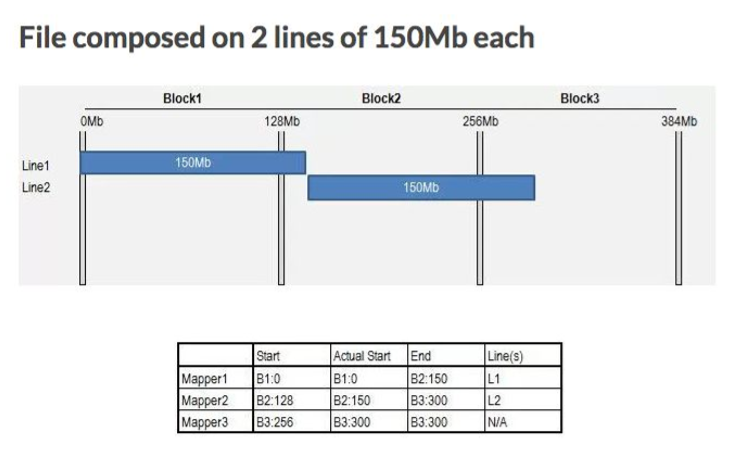 File composed on 2 lines of 150Mb each
Block1 Block2 Block3
0Mb 128Mb 256Mb 384Mb
Line1 150Mb
Line2 150Mb
Start Actual Start End Line(s)
Mapper1 B1:0 B1:0 B2:150 L1
Mapper2 B2:128 B2:150 B3:300 L2
Mapper3 B3:256 B3:300 B3:300 N/A